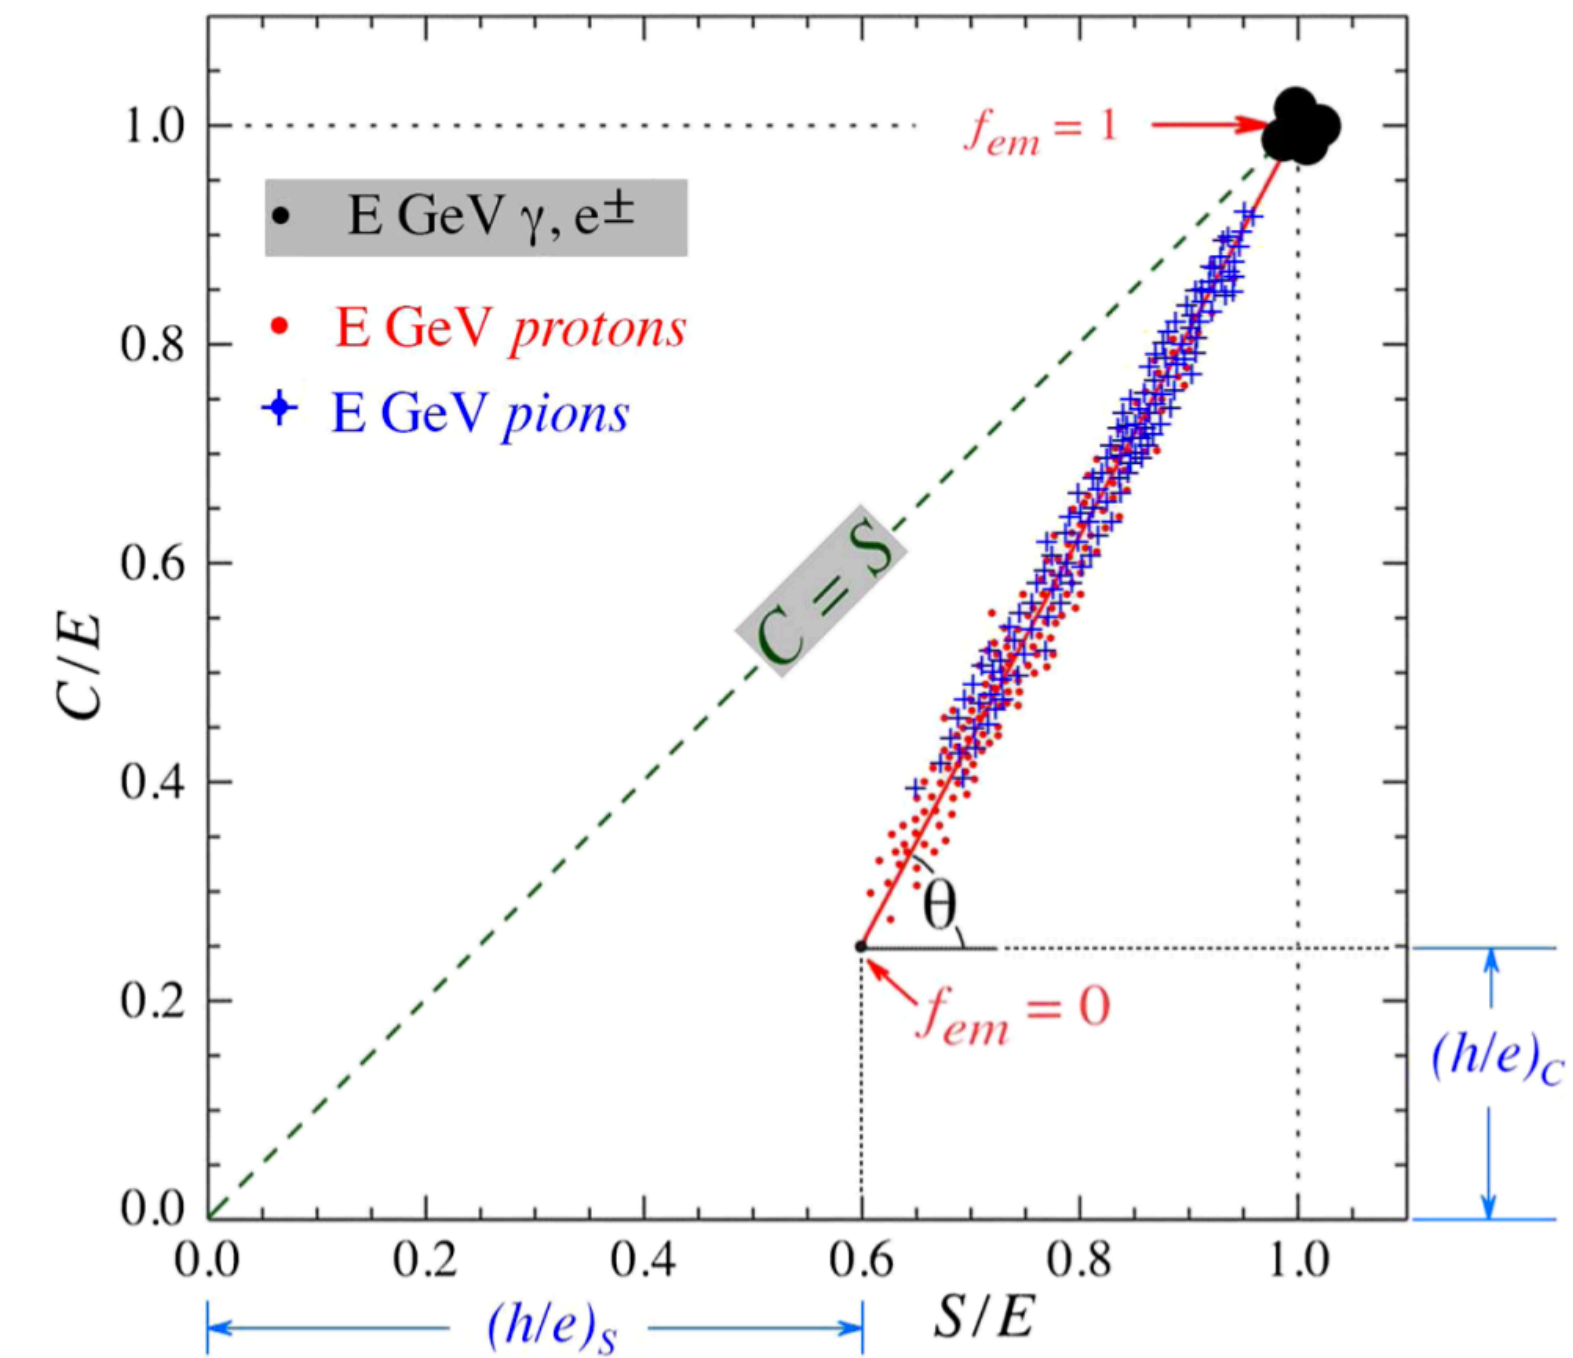 1.0
f_em = 1
E GeV γ, e±
E GeV protons
0.8
E GeV pions
0.6
C = S
C/E
0.4
θ
0.2
f_em = 0
(h/e)_C
0.0
0.0 0.2 0.4 0.6 0.8 1.0
(h/e)_S
S/E